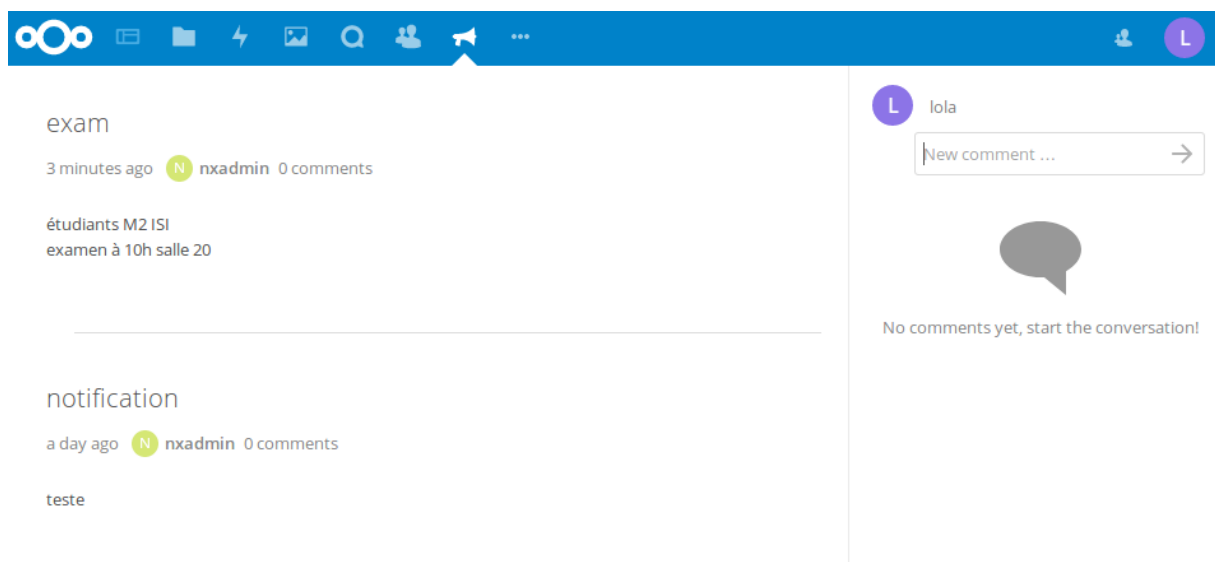 L
exam
3 minutes ago N nxadmin 0 comments
étudiants M2 ISI
examen à 10h salle 20
notification
a day ago N nxadmin 0 comments
teste
L lola
New comment ...
No comments yet, start the conversation!